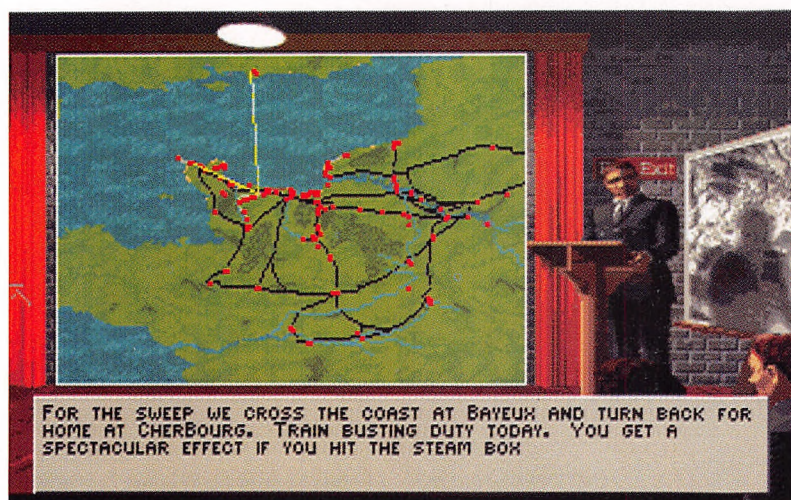 Exit
FOR THE SWEEP WE CROSS THE COAST AT BAYEUX AND TURN BACK FOR
HOME AT CHERBOURG. TRAIN BUSTING DUTY TODAY. YOU GET A
SPECTACULAR EFFECT IF YOU HIT THE STEAM BOX